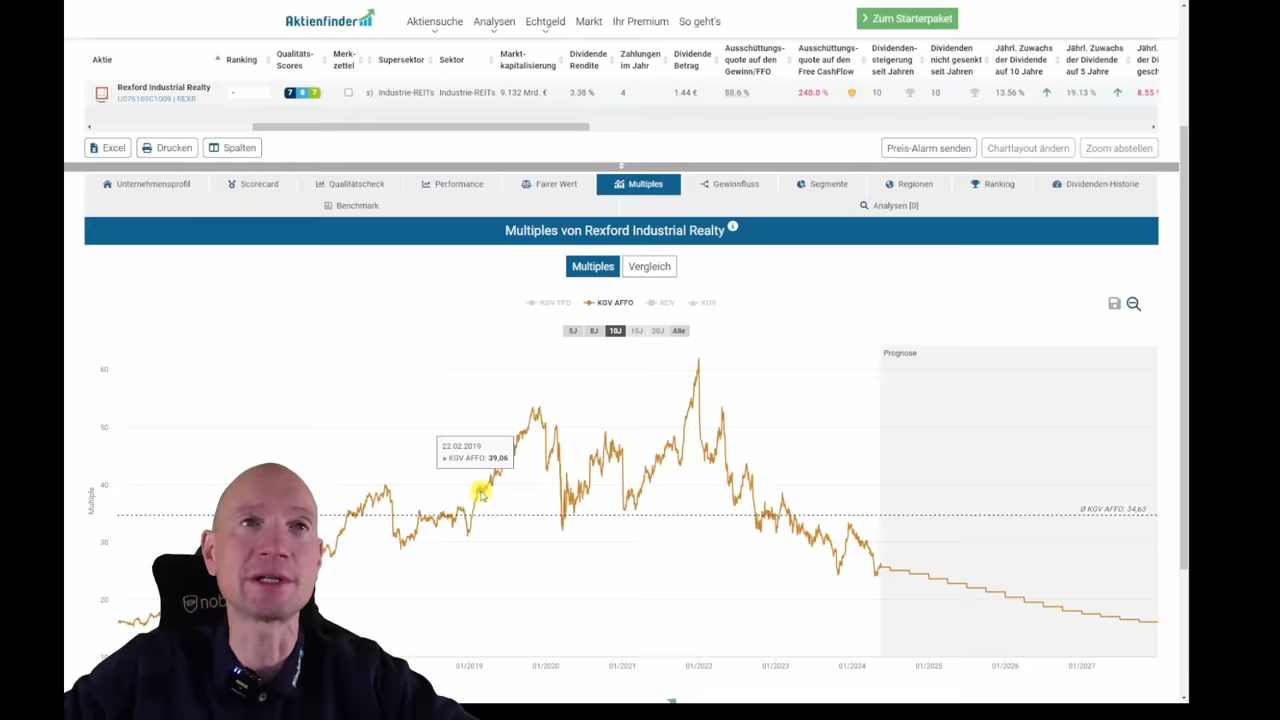 Aktienfinder
Aktiensuche Analysen Echtgeld Markt Ihr Premium So geht's
Zum Starterpaket
Aktie Ranking Qualitäts-Scores Merk-zettel Supersektor Sektor Markt-kapitalisierung Dividende Rendite Zahlungen im Jahr Dividende Betrag Ausschüttungs-quote auf den Gewinn/FFO Ausschüttungs-quote auf den Free CashFlow Dividenden-steigerung seit Jahren Dividenden nicht gesenkt seit Jahren Jährl. Zuwachs der Dividende auf 10 Jahre Jährl. Zuwachs der Dividende auf 5 Jahre Jährl. der Di gesch
Rexford Industrial Realty - 7 8 7 s) Industrie-REITs Industrie-REITs 9.132 Mrd. € 3.38 % 4 1.44 € 88.6 % 240.0 % 10 10 13.56 % 19.13 % 8.55
US76169C1009 | REXR
Excel Drucken Spalten Preis-Alarm senden Chartlayout ändern Zoom abstellen
Unternehmensprofil Scorecard Qualitätscheck Performance Fairer Wert Multiples Gewinnfluss Segmente Regionen Ranking Dividenden-Historie
Benchmark Analysen [0]
Multiples von Rexford Industrial Realty
Multiples Vergleich
KGV FFO KGV AFFO KCV KUV
5J 8J 10J 15J 20J Alle
Prognose
60
50
22.02.2019
KGV AFFO: 39,06
40
Multiple
Ø KGV AFFO: 34,63
30
20
nob
10
01/2019 01/2020 01/2021 01/2022 01/2023 01/2024 01/2025 01/2026 01/2027